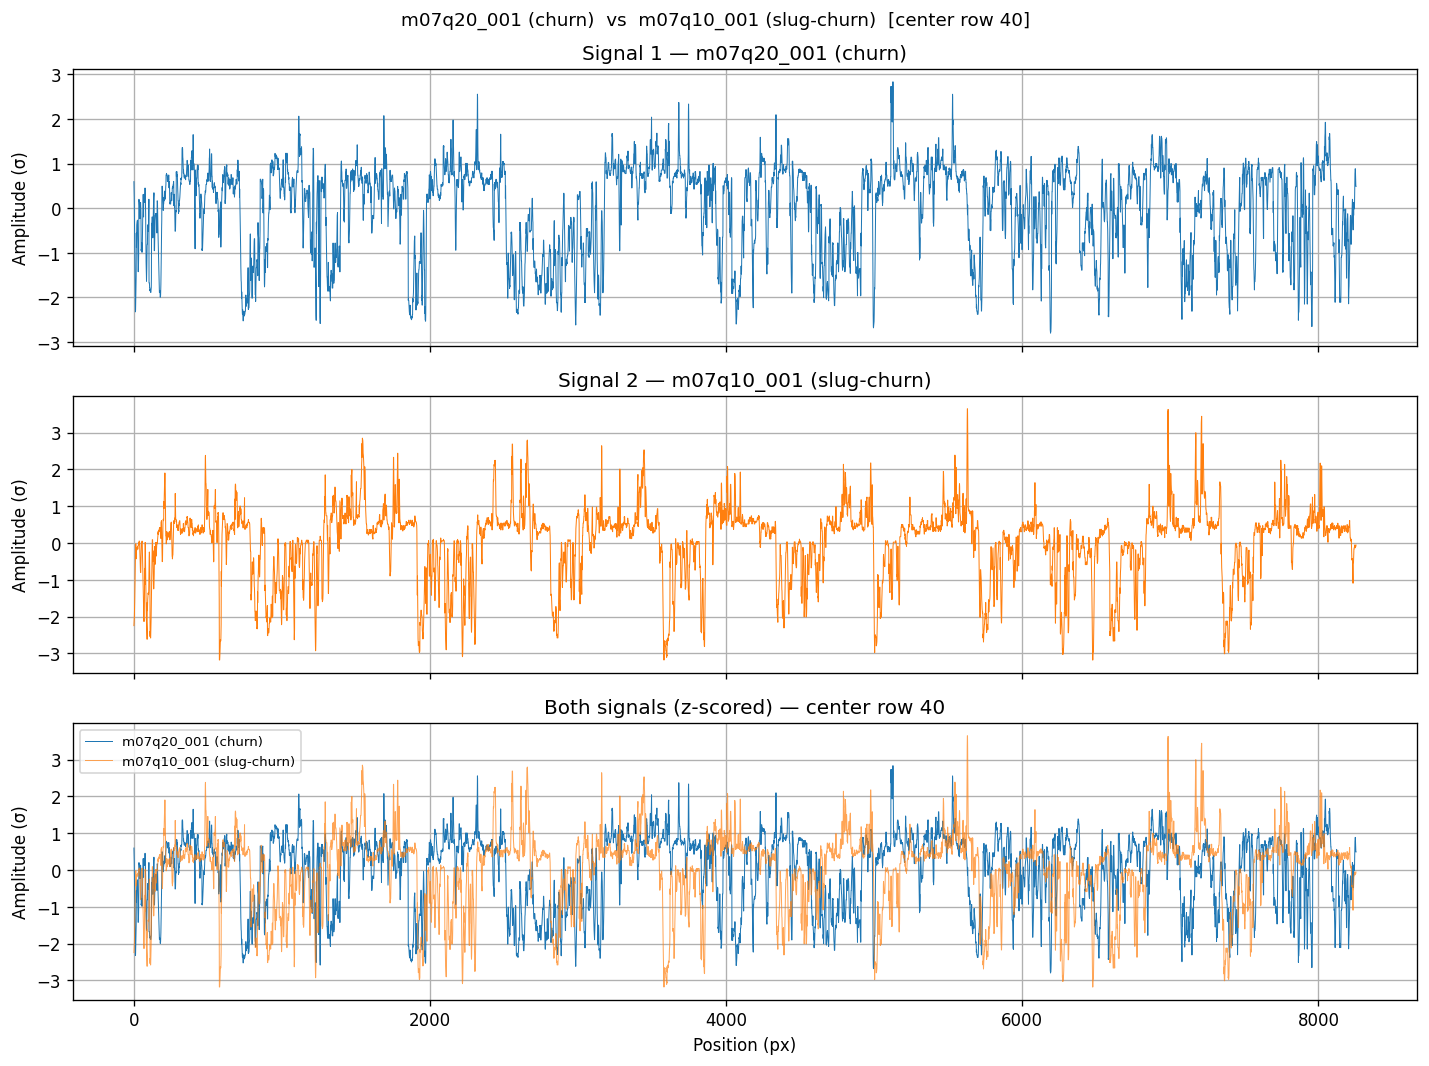 m07q20_001 (churn)  vs  m07q10_001 (slug-churn)  [center row 40]
Signal 1 — m07q20_001 (churn)
Amplitude (σ)
3
2
1
0
−1
−2
−3
Signal 2 — m07q10_001 (slug-churn)
Amplitude (σ)
3
2
1
0
−1
−2
−3
Both signals (z-scored) — center row 40
m07q20_001 (churn)
m07q10_001 (slug-churn)
Amplitude (σ)
3
2
1
0
−1
−2
−3
0 2000 4000 6000 8000
Position (px)